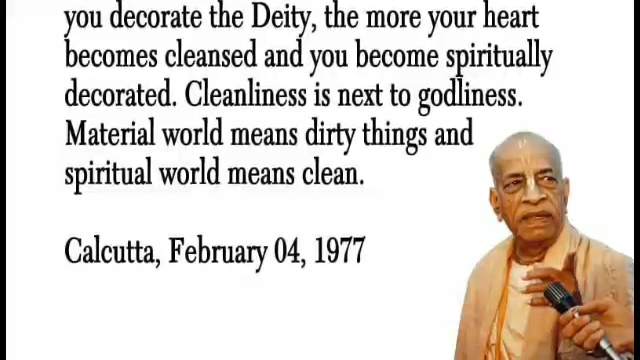 you decorate the Deity, the more your heart
becomes cleansed and you become spiritually
decorated. Cleanliness is next to godliness.
Material world means dirty things and
spiritual world means clean.
Calcutta, February 04, 1977